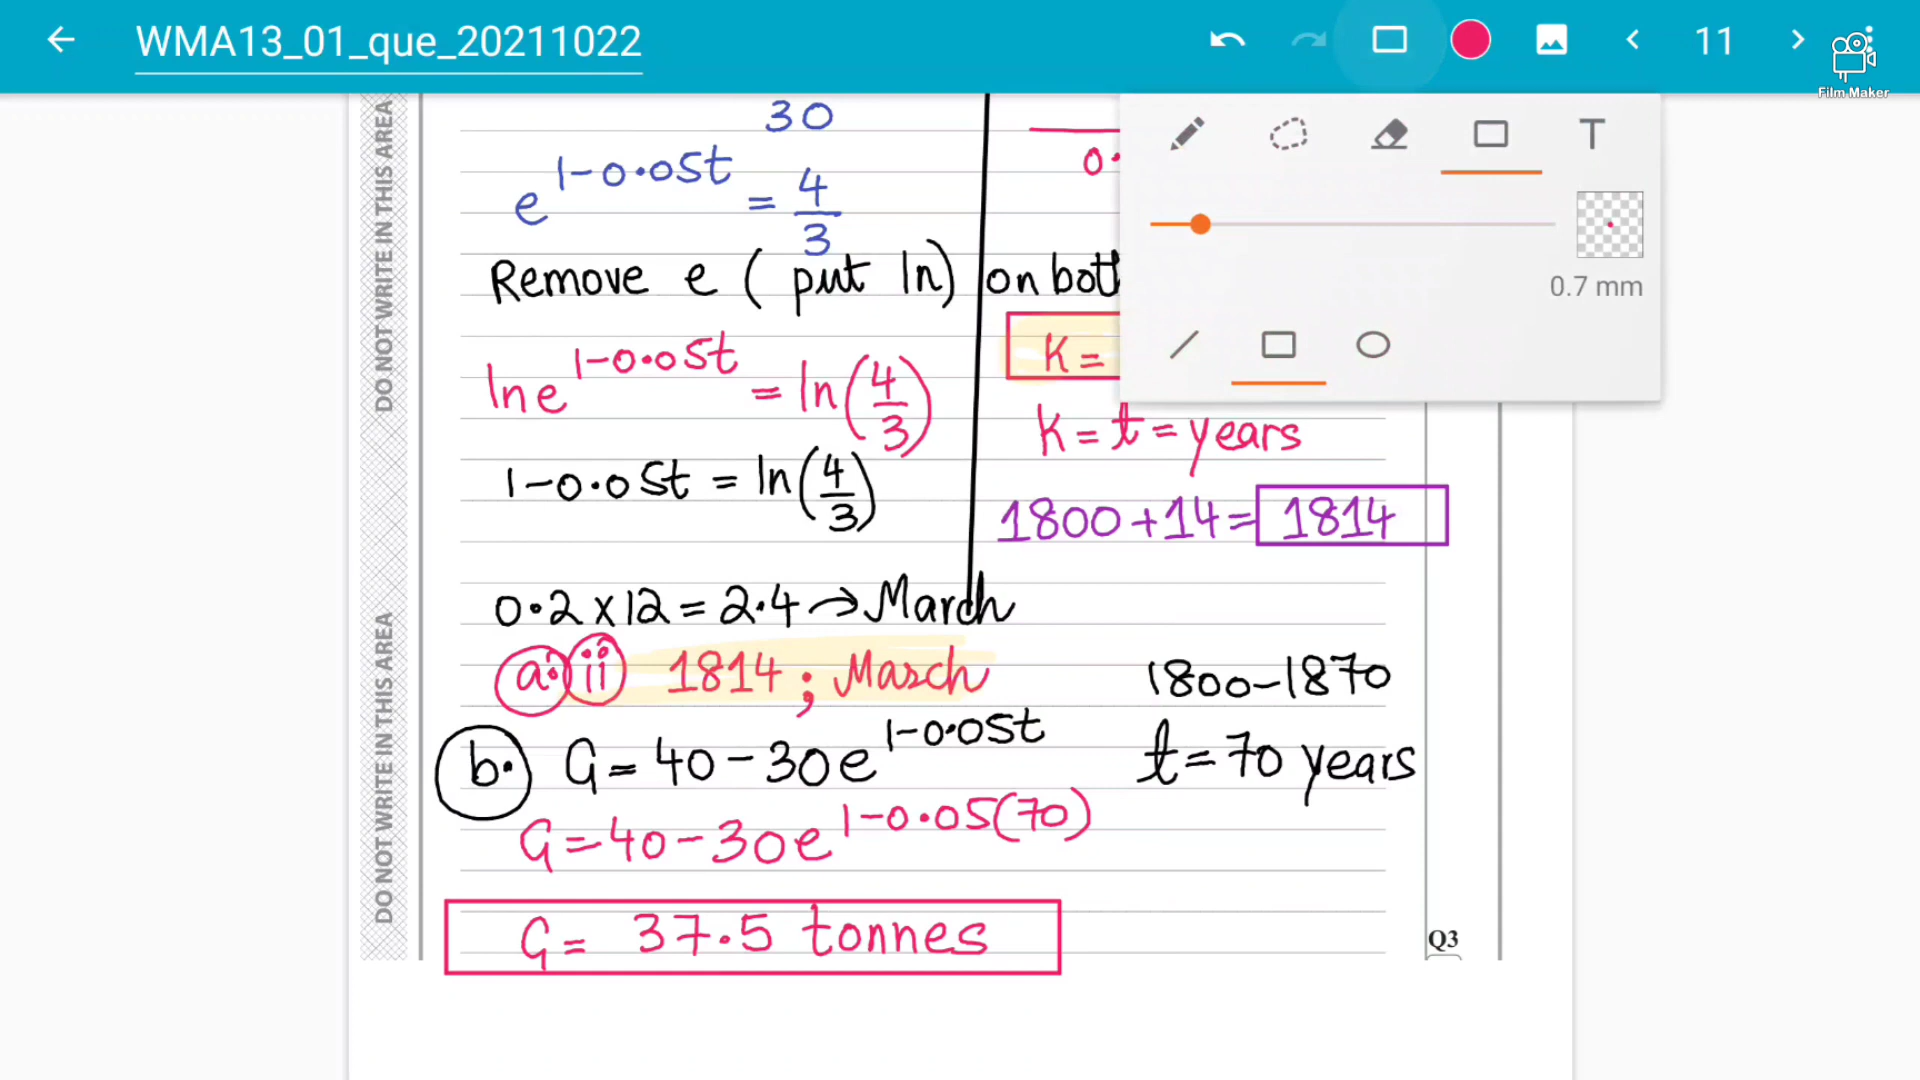 WMA13_01_que_20211022
11
Film Maker
DO NOT WRITE IN THIS AREA
30
e^{1-0.05t} = 4/3
Remove e ( put ln) on both
ln e^{1-0.05t} = ln(4/3)
1-0.05t = ln(4/3)
0.
T
0.7 mm
K =
K = t = years
1800+14= 1814
0.2 x 12 = 2.4 → March
DO NOT WRITE IN THIS AREA
a. ii 1814 ; March
1800-1870
b. G = 40 - 30e^{1-0.05t}
t = 70 years
G = 40 - 30e^{1-0.05(70)}
G = 37.5 tonnes
Q3